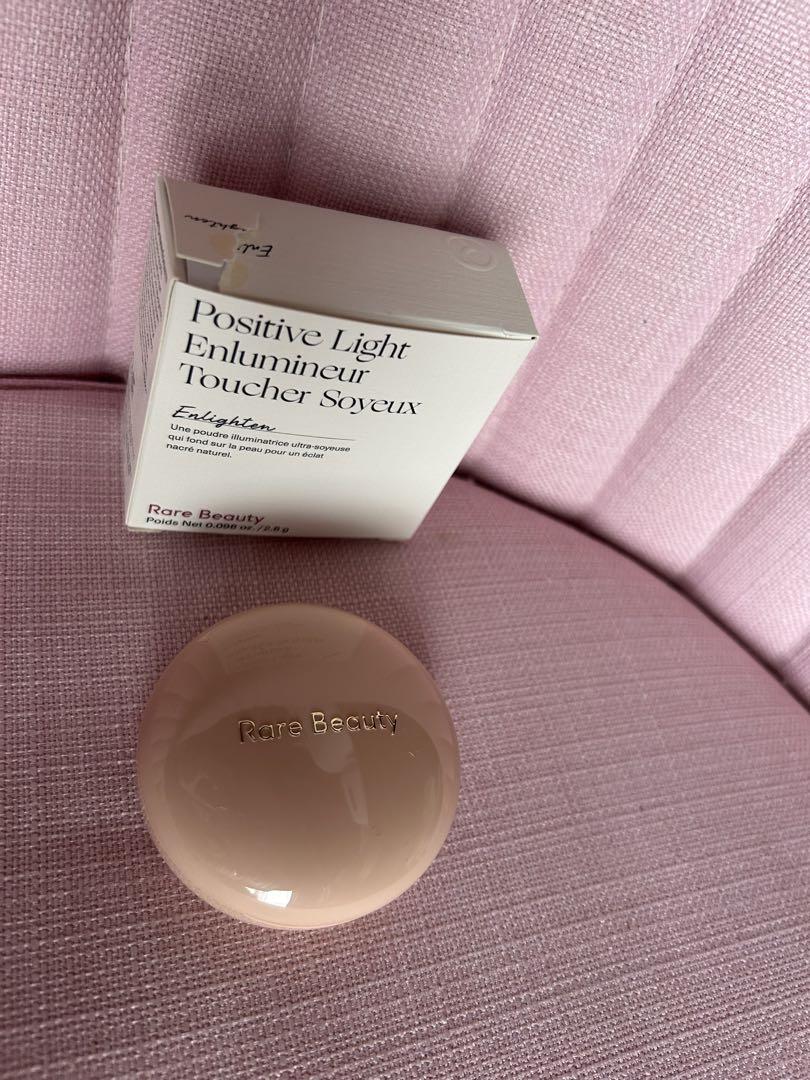 Enlighten
Positive Light
Enlumineur
Toucher Soyeux
Enlighten
Une poudre illuminatrice ultra-soyeuse
qui fond sur la peau pour un éclat
nacré naturel.
Rare Beauty
Poids Net 0.098 oz. / 2.8 g
Rare Beauty